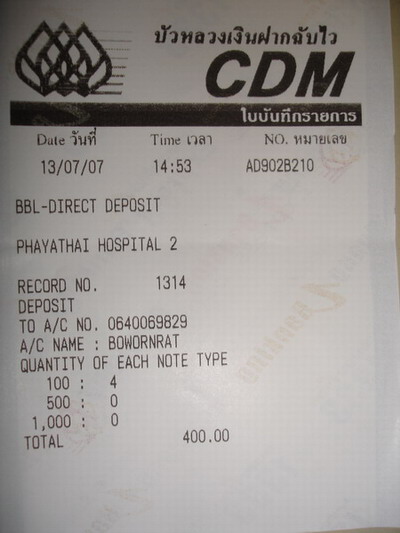 บัวหลวงเงินฝากฉับไว
CDM
ใบบันทึกรายการ
Date วันที่ Time เวลา NO. หมายเลข
13/07/07 14:53 AD902B210
BBL-DIRECT DEPOSIT
PHAYATHAI HOSPITAL 2
RECORD NO. 1314
DEPOSIT
TO A/C NO. 0640069829
A/C NAME : BOWORNRAT
QUANTITY OF EACH NOTE TYPE
100 : 4
500 : 0
1,000 : 0
TOTAL 400.00